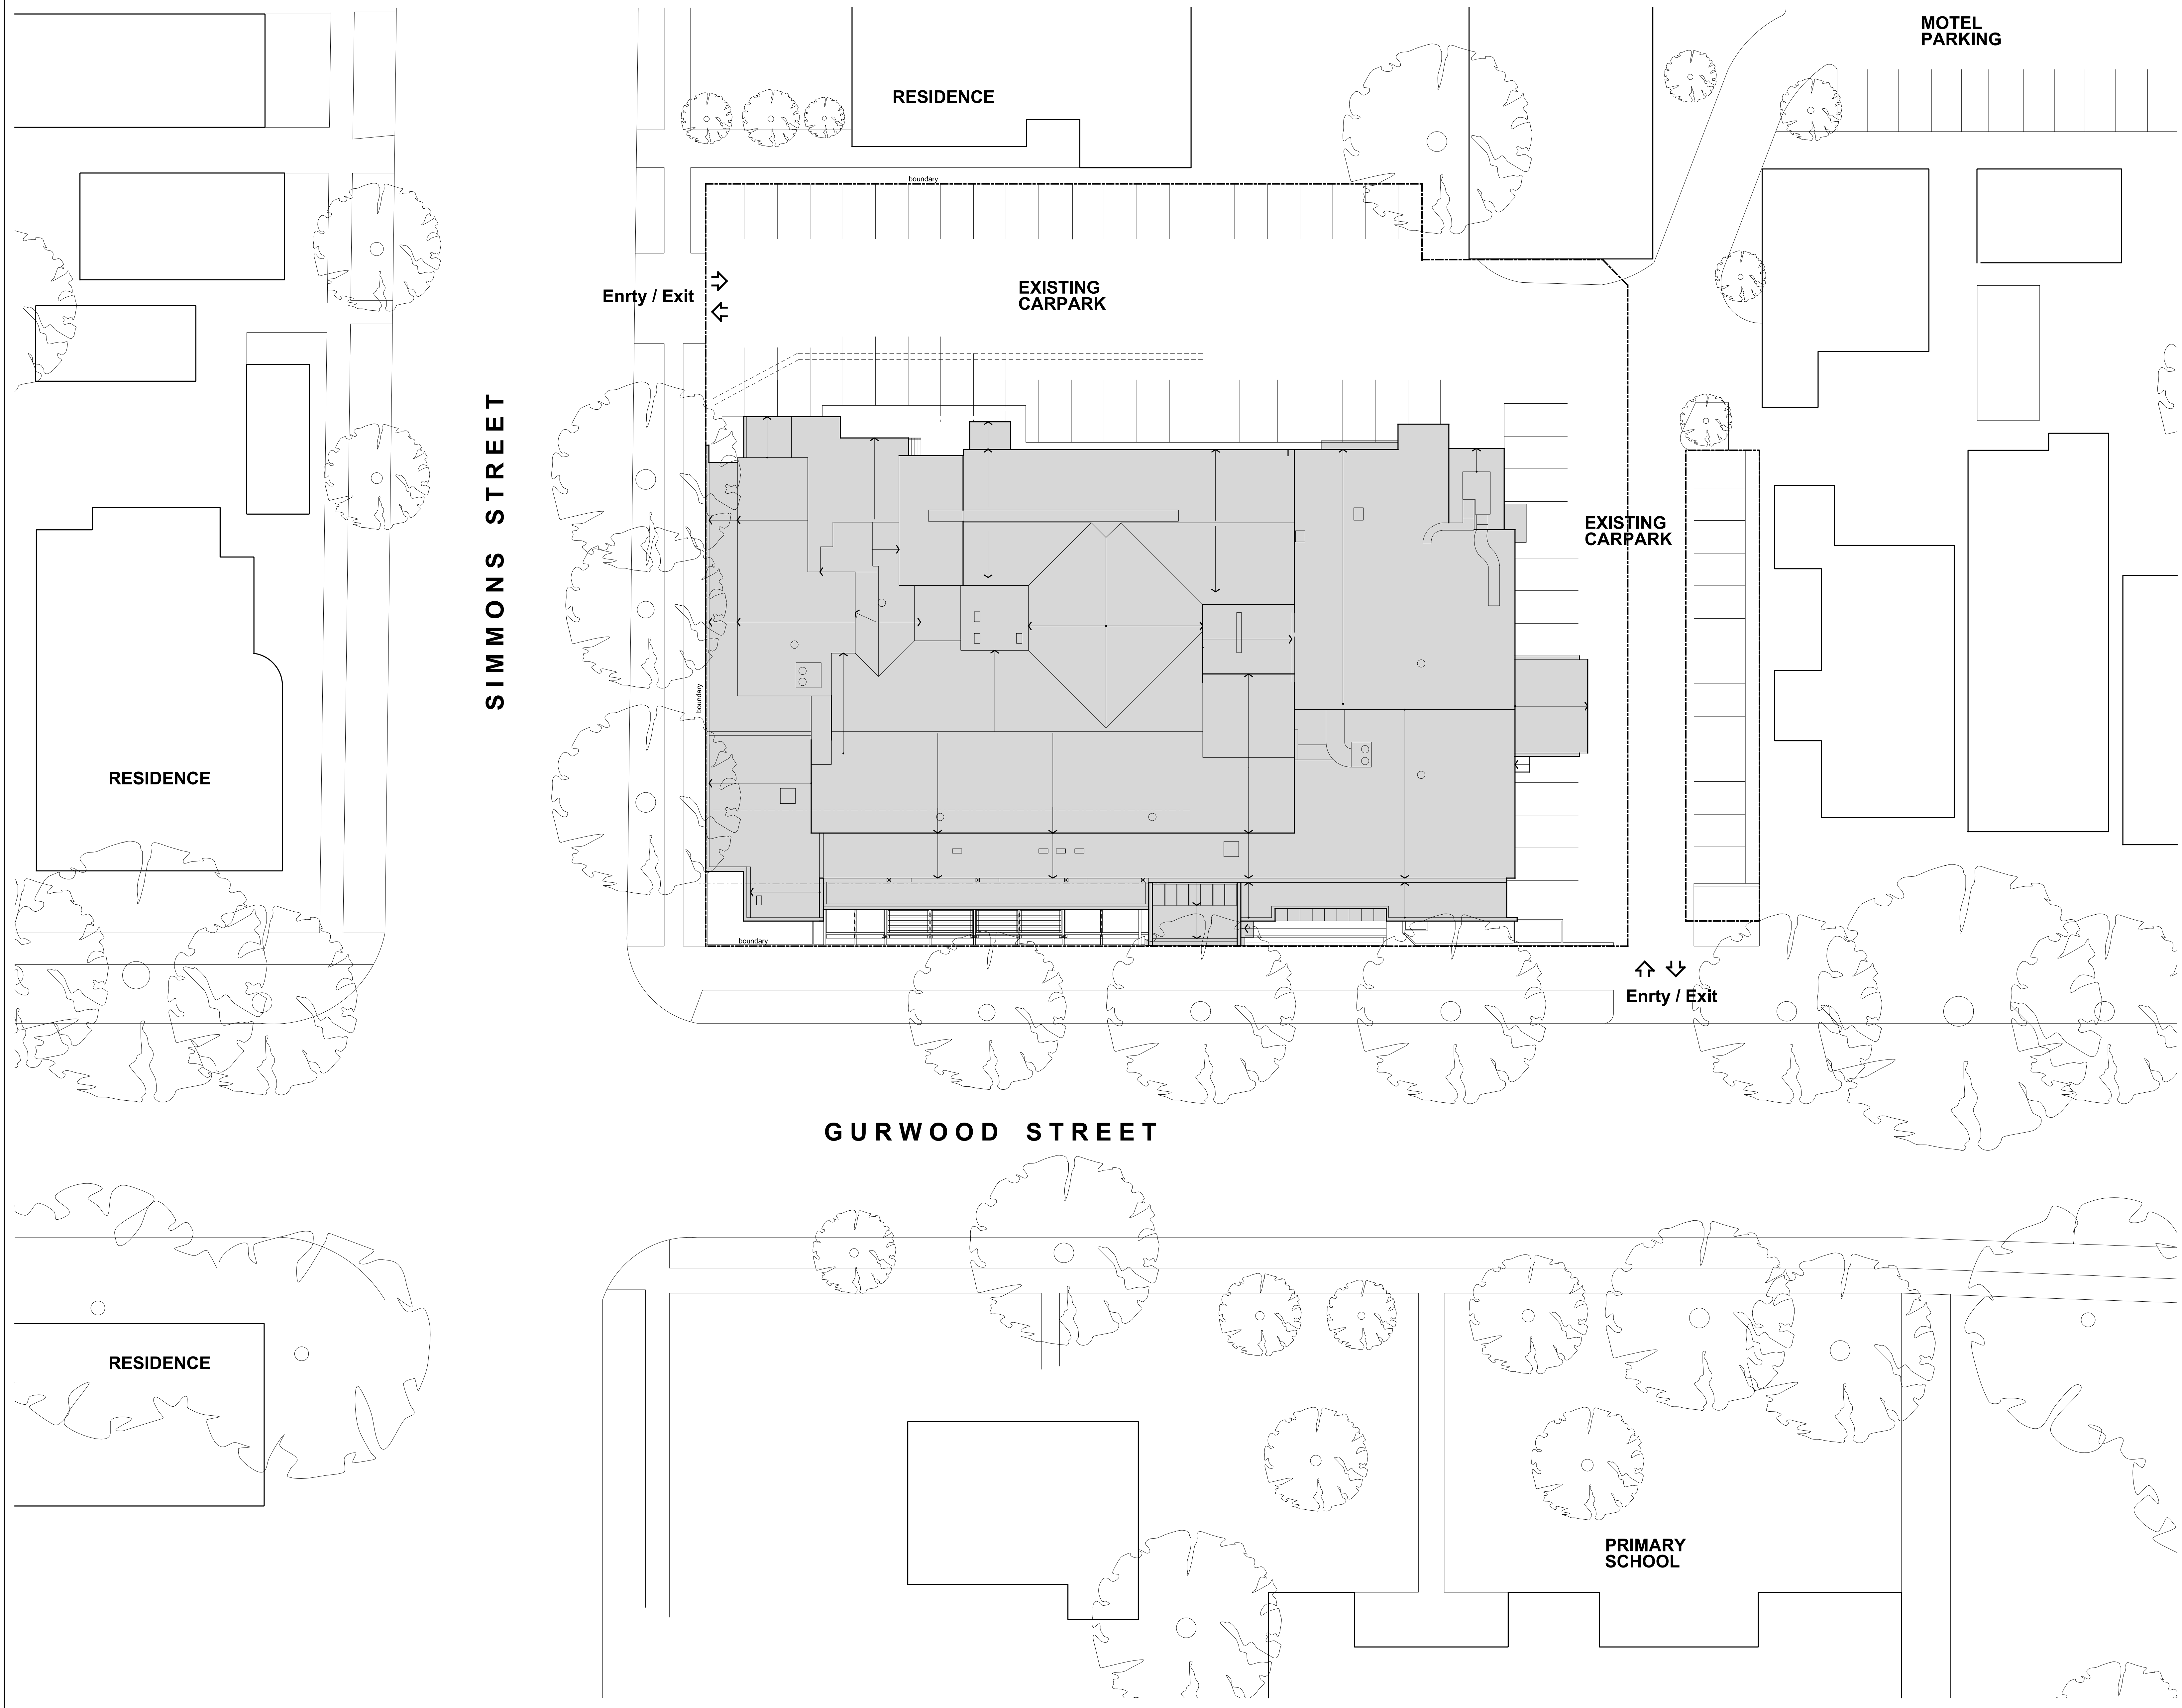 MOTEL
PARKING
RESIDENCE
boundary
Enrty / Exit
EXISTING
CARPARK
SIMMONS STREET
EXISTING
CARPARK
boundary
RESIDENCE
boundary
Enrty / Exit
GURWOOD STREET
RESIDENCE
PRIMARY
SCHOOL